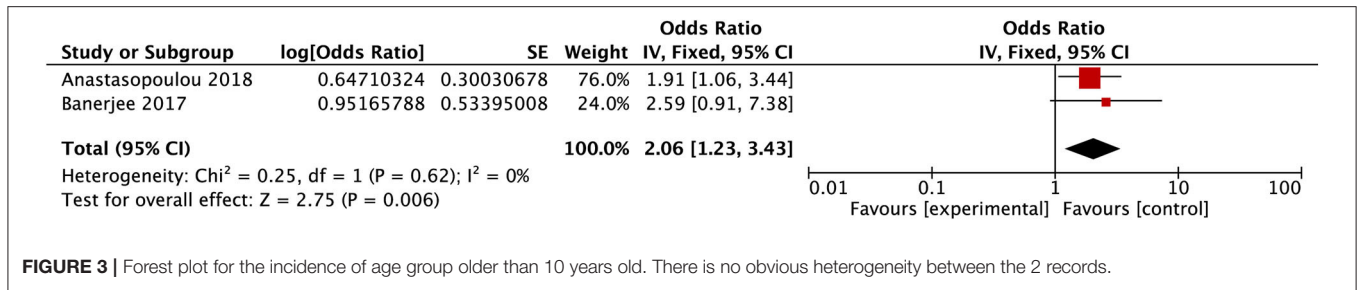 Odds Ratio Odds Ratio
Study or Subgroup log[Odds Ratio] SE Weight IV, Fixed, 95% CI IV, Fixed, 95% CI
Anastasopoulou 2018 0.64710324 0.30030678 76.0% 1.91 [1.06, 3.44]
Banerjee 2017 0.95165788 0.53395008 24.0% 2.59 [0.91, 7.38]
Total (95% CI) 100.0% 2.06 [1.23, 3.43]
Heterogeneity: Chi² = 0.25, df = 1 (P = 0.62); I² = 0%
Test for overall effect: Z = 2.75 (P = 0.006)
0.01 0.1 1 10 100
Favours [experimental] Favours [control]
FIGURE 3 | Forest plot for the incidence of age group older than 10 years old. There is no obvious heterogeneity between the 2 records.